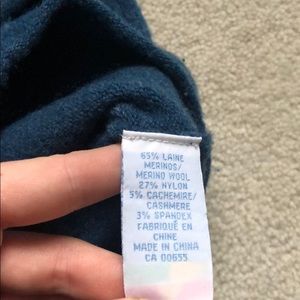 65% LAINE
MERINOS/
MERINO WOOL
27% NYLON
5% CACHEMIRE/
CASHMERE
3% SPANDEX
FABRIQUÉ EN
CHINE
MADE IN CHINA
CA 00655